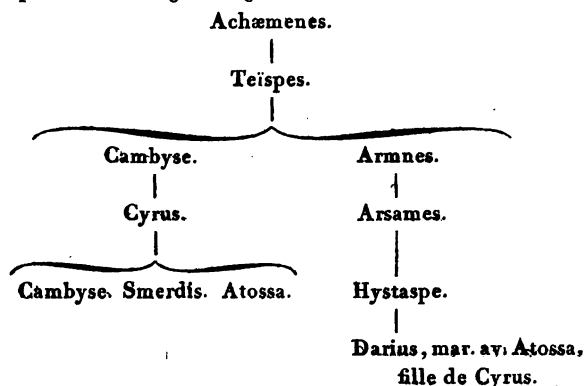 Achæmenes.
Teïspes.
Cambyse. Armnes.
Cyrus. Arsames.
Cambyse. Smerdis. Atossa. Hystaspe.
Darius, mar. av. Atossa,
fille de Cyrus.